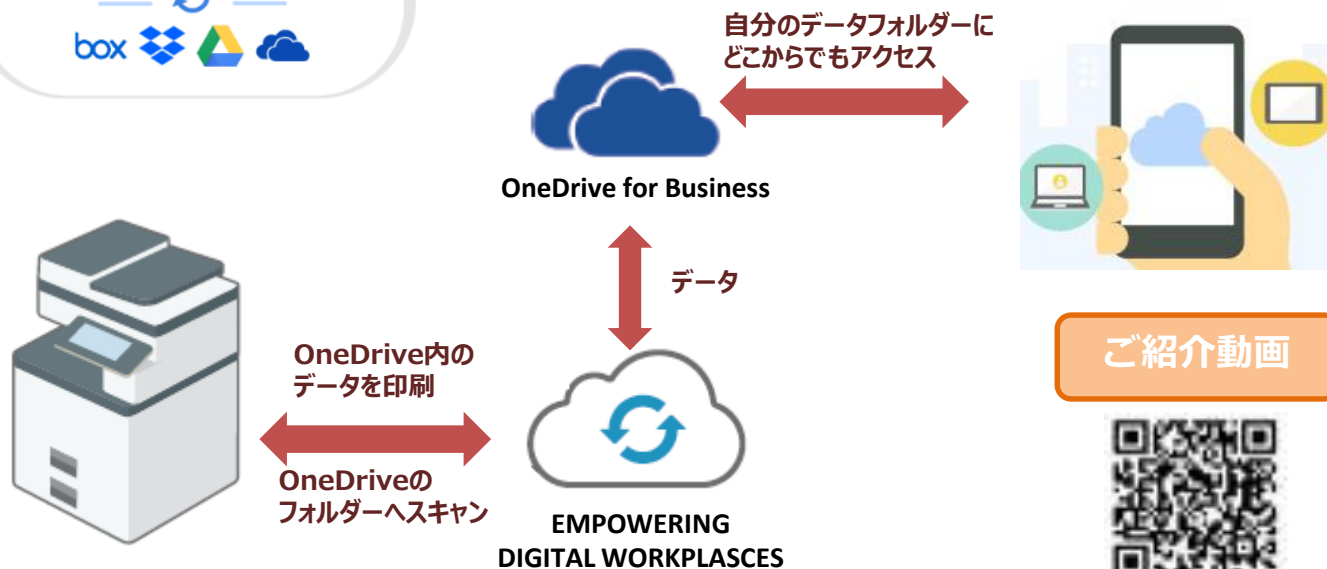 box
自分のデータフォルダーに
どこからでもアクセス
OneDrive for Business
データ
OneDrive内の
データを印刷
ご紹介動画
OneDriveの
フォルダーへスキャン
EMPOWERING
DIGITAL WORKPLASCES